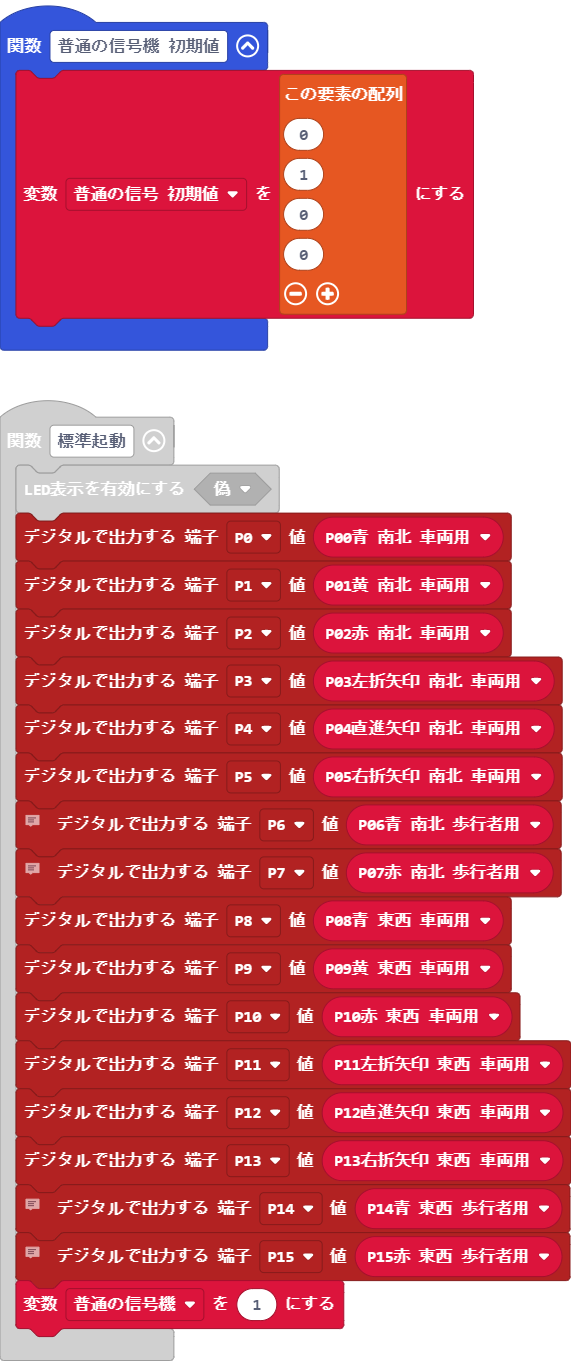 関数 普通の信号機 初期値
この要素の配列
0
1
0
0
変数 普通の信号 初期値 を にする
関数 標準起動
LED表示を有効にする 偽
デジタルで出力する 端子 P0 値 P00青 南北 車両用
デジタルで出力する 端子 P1 値 P01黄 南北 車両用
デジタルで出力する 端子 P2 値 P02赤 南北 車両用
デジタルで出力する 端子 P3 値 P03左折矢印 南北 車両用
デジタルで出力する 端子 P4 値 P04直進矢印 南北 車両用
デジタルで出力する 端子 P5 値 P05右折矢印 南北 車両用
デジタルで出力する 端子 P6 値 P06青 南北 歩行者用
デジタルで出力する 端子 P7 値 P07赤 南北 歩行者用
デジタルで出力する 端子 P8 値 P08青 東西 車両用
デジタルで出力する 端子 P9 値 P09黄 東西 車両用
デジタルで出力する 端子 P10 値 P10赤 東西 車両用
デジタルで出力する 端子 P11 値 P11左折矢印 東西 車両用
デジタルで出力する 端子 P12 値 P12直進矢印 東西 車両用
デジタルで出力する 端子 P13 値 P13右折矢印 東西 車両用
デジタルで出力する 端子 P14 値 P14青 東西 歩行者用
デジタルで出力する 端子 P15 値 P15赤 東西 歩行者用
変数 普通の信号機 を 1 にする